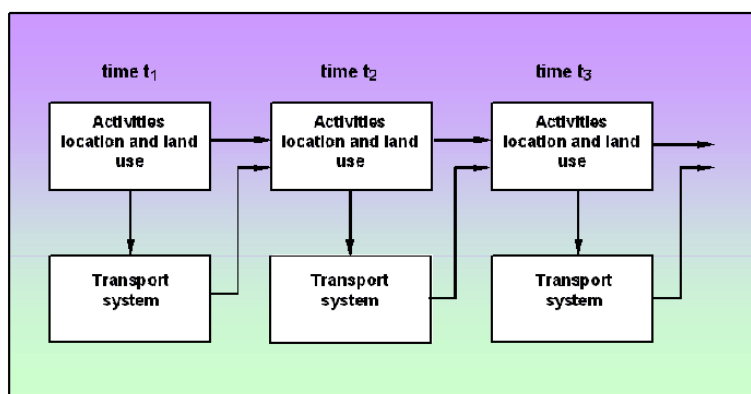 time t₁ time t₂ time t₃
Activities
location and land
use
Activities
location and land
use
Activities
location and land
use
Transport
system
Transport
system
Transport
system